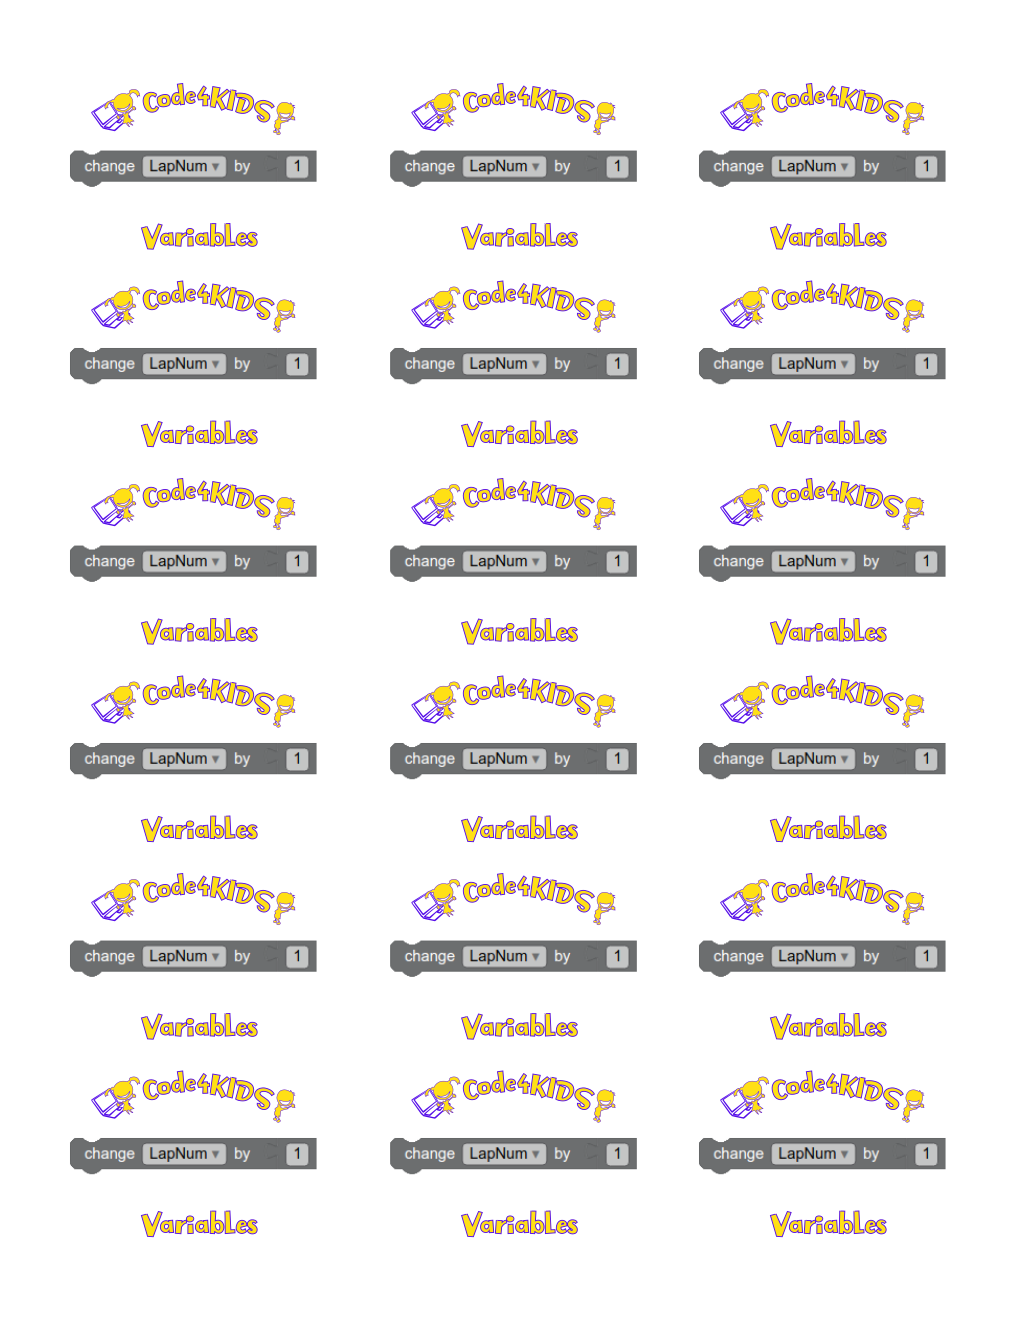 Code4KIDS Code4KIDS Code4KIDS
change LapNum ▾ by 1 change LapNum ▾ by 1 change LapNum ▾ by 1
Variables Variables Variables
Code4KIDS Code4KIDS Code4KIDS
change LapNum ▾ by 1 change LapNum ▾ by 1 change LapNum ▾ by 1
Variables Variables Variables
Code4KIDS Code4KIDS Code4KIDS
change LapNum ▾ by 1 change LapNum ▾ by 1 change LapNum ▾ by 1
Variables Variables Variables
Code4KIDS Code4KIDS Code4KIDS
change LapNum ▾ by 1 change LapNum ▾ by 1 change LapNum ▾ by 1
Variables Variables Variables
Code4KIDS Code4KIDS Code4KIDS
change LapNum ▾ by 1 change LapNum ▾ by 1 change LapNum ▾ by 1
Variables Variables Variables
Code4KIDS Code4KIDS Code4KIDS
change LapNum ▾ by 1 change LapNum ▾ by 1 change LapNum ▾ by 1
Variables Variables Variables